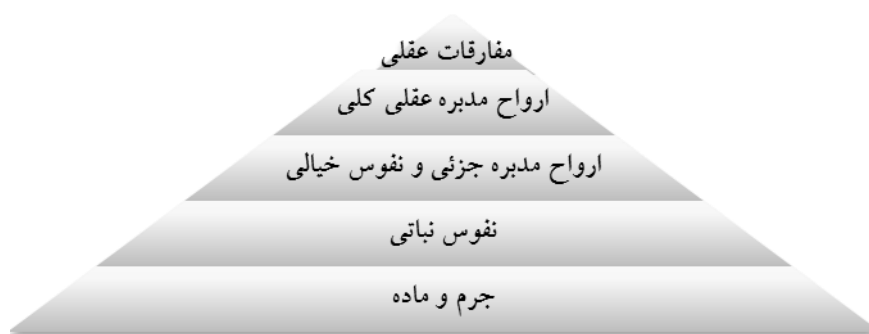 مفارقات عقلی
ارواح مدبره عقلی کلی
ارواح مدبره جزئی و نفوس خیالی
نفوس نباتی
جرم و ماده